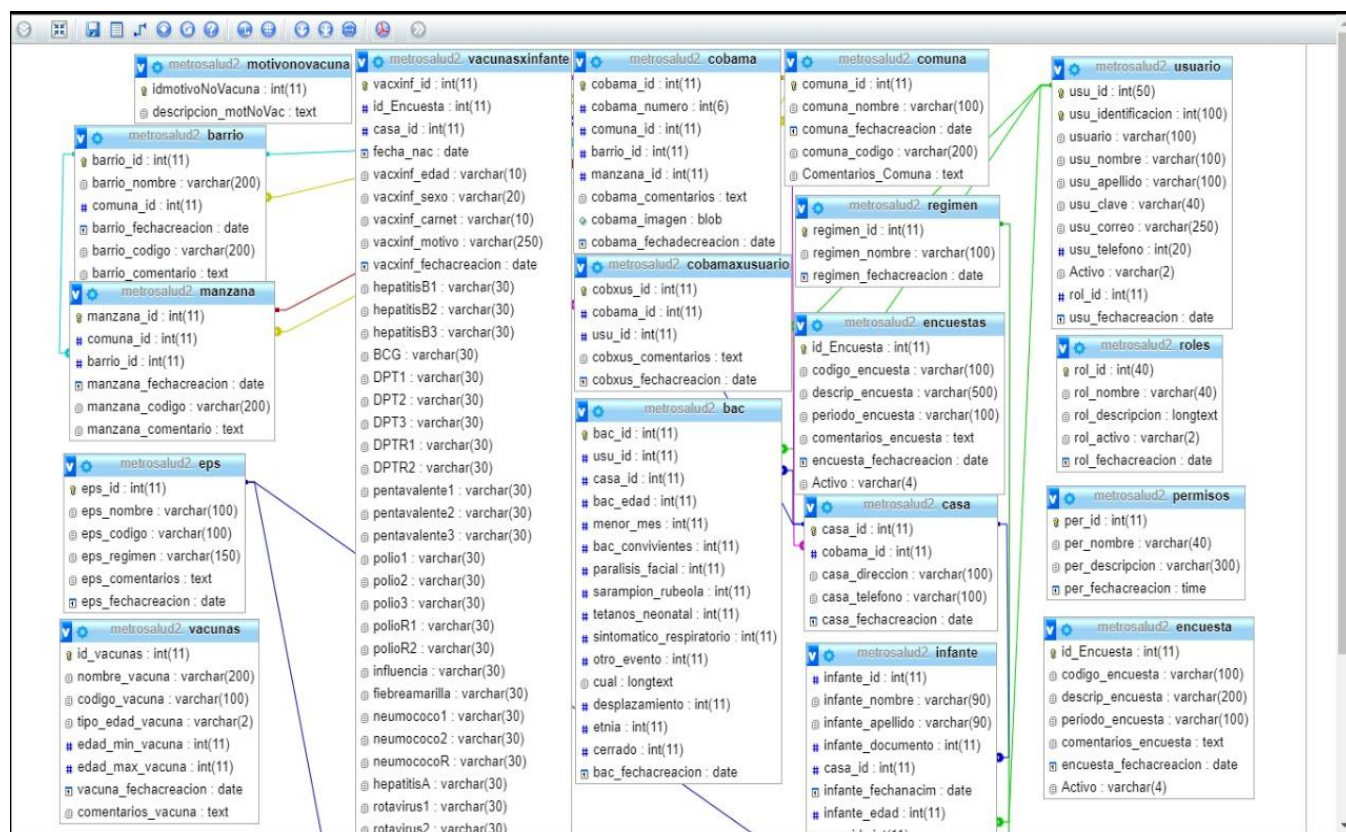 metrosalud2 motivonovacuna
idmotivoNoVacuna : int(11)
descripcion_motNoVac : text
metrosalud2 barrio
barrio_id : int(11)
barrio_nombre : varchar(200)
comuna_id : int(11)
barrio_fechacreacion : date
barrio_codigo : varchar(200)
barrio_comentario : text
metrosalud2 manzana
manzana_id : int(11)
comuna_id : int(11)
barrio_id : int(11)
manzana_fechacreacion : date
manzana_codigo : varchar(200)
manzana_comentario : text
metrosalud2 eps
eps_id : int(11)
eps_nombre : varchar(100)
eps_codigo : varchar(100)
eps_regimen : varchar(150)
eps_comentarios : text
eps_fechacreacion : date
metrosalud2 vacunas
id_vacunas : int(11)
nombre_vacuna : varchar(200)
codigo_vacuna : varchar(100)
tipo_edad_vacuna : varchar(2)
edad_min_vacuna : int(11)
edad_max_vacuna : int(11)
vacuna_fechacreacion : date
comentarios_vacuna : text
metrosalud2 vacunasxinfante
vacxinf_id : int(11)
id_Encuesta : int(11)
casa_id : int(11)
fecha_nac : date
vacxinf_edad : varchar(10)
vacxinf_sexo : varchar(20)
vacxinf_carnet : varchar(10)
vacxinf_motivo : varchar(250)
vacxinf_fechacreacion : date
hepatitisB1 : varchar(30)
hepatitisB2 : varchar(30)
hepatitisB3 : varchar(30)
BCG : varchar(30)
DPT1 : varchar(30)
DPT2 : varchar(30)
DPT3 : varchar(30)
DPTR1 : varchar(30)
DPTR2 : varchar(30)
pentavalente1 : varchar(30)
pentavalente2 : varchar(30)
pentavalente3 : varchar(30)
polio1 : varchar(30)
polio2 : varchar(30)
polio3 : varchar(30)
polioR1 : varchar(30)
polioR2 : varchar(30)
influencia : varchar(30)
fiebreamarilla : varchar(30)
neumococo1 : varchar(30)
neumococo2 : varchar(30)
neumococoR : varchar(30)
hepatitisA : varchar(30)
rotavirus1 : varchar(30)
rotavirus2 : varchar(30)
metrosalud2 cobama
cobama_id : int(11)
cobama_numero : int(6)
comuna_id : int(11)
barrio_id : int(11)
manzana_id : int(11)
cobama_comentarios : text
cobama_imagen : blob
cobama_fechadecreacion : date
metrosalud2 cobamaxusuario
cobxus_id : int(11)
cobama_id : int(11)
usu_id : int(11)
cobxus_comentarios : text
cobxus_fechacreacion : date
metrosalud2 bac
bac_id : int(11)
usu_id : int(11)
casa_id : int(11)
bac_edad : int(11)
menor_mes : int(11)
bac_convivientes : int(11)
paralisis_facial : int(11)
sarampion_rubeola : int(11)
tetanos_neonatal : int(11)
sintomatico_respiratorio : int(11)
otro_evento : int(11)
cual : longtext
desplazamiento : int(11)
etnia : int(11)
cerrado : int(11)
bac_fechacreacion : date
metrosalud2 comuna
comuna_id : int(11)
comuna_nombre : varchar(100)
comuna_fechacreacion : date
comuna_codigo : varchar(200)
Comentarios_Comuna : text
metrosalud2 regimen
regimen_id : int(11)
regimen_nombre : varchar(100)
regimen_fechacreacion : date
metrosalud2 encuestas
id_Encuesta : int(11)
codigo_encuesta : varchar(100)
descrip_encuesta : varchar(500)
periodo_encuesta : varchar(100)
comentarios_encuesta : text
encuesta_fechacreacion : date
Activo : varchar(4)
metrosalud2 casa
casa_id : int(11)
cobama_id : int(11)
casa_direccion : varchar(100)
casa_telefono : varchar(100)
casa_fechacreacion : date
metrosalud2 infante
infante_id : int(11)
infante_nombre : varchar(90)
infante_apellido : varchar(90)
infante_documento : int(11)
casa_id : int(11)
infante_fechanacim : date
infante_edad : int(11)
metrosalud2 usuario
usu_id : int(50)
usu_identificacion : int(100)
usuario : varchar(100)
usu_nombre : varchar(100)
usu_apellido : varchar(100)
usu_clave : varchar(40)
usu_correo : varchar(250)
usu_telefono : int(20)
Activo : varchar(2)
rol_id : int(11)
usu_fechacreacion : date
metrosalud2 roles
rol_id : int(40)
rol_nombre : varchar(40)
rol_descripcion : longtext
rol_activo : varchar(2)
rol_fechacreacion : date
metrosalud2 permisos
per_id : int(11)
per_nombre : varchar(40)
per_descripcion : varchar(300)
per_fechacreacion : time
metrosalud2 encuesta
id_Encuesta : int(11)
codigo_encuesta : varchar(100)
descrip_encuesta : varchar(200)
periodo_encuesta : varchar(100)
comentarios_encuesta : text
encuesta_fechacreacion : date
Activo : varchar(4)